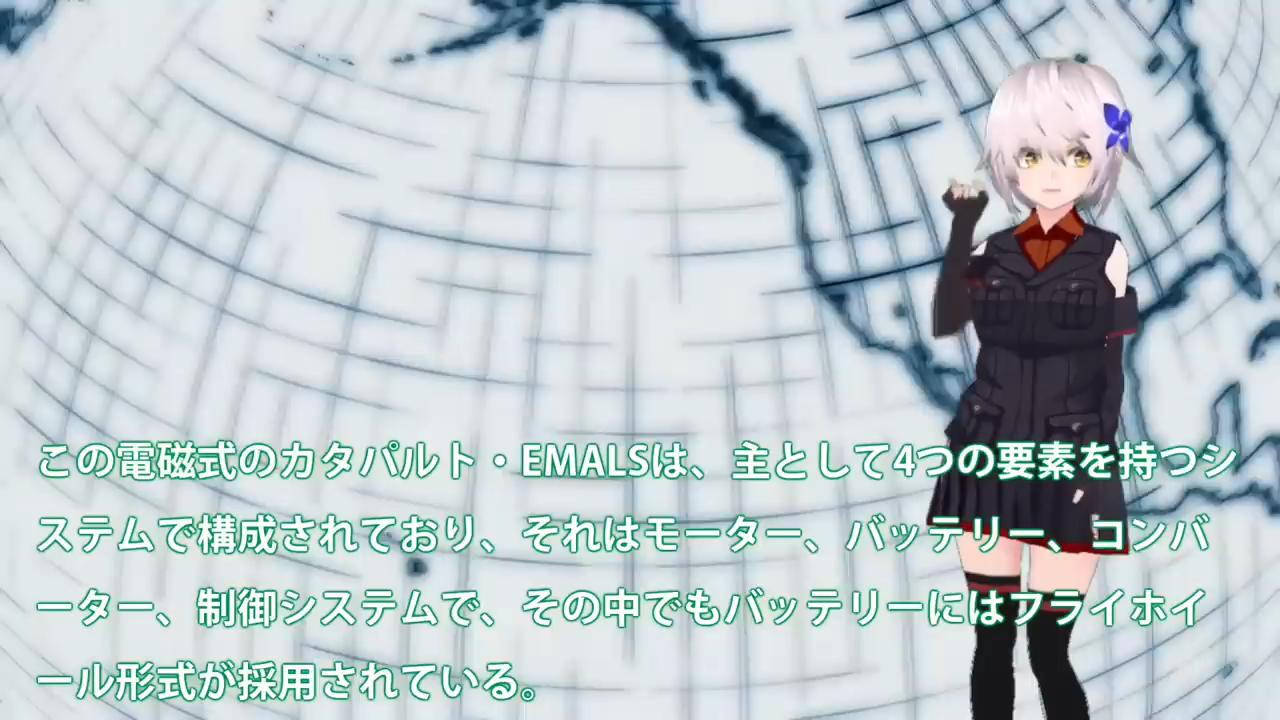 この電磁式のカタパルト・EMALSは、主として4つの要素を持つシ
ステムで構成されており、それはモーター、バッテリー、コンバ
ーター、制御システムで、その中でもバッテリーにはフライホイ
ール形式が採用されている。